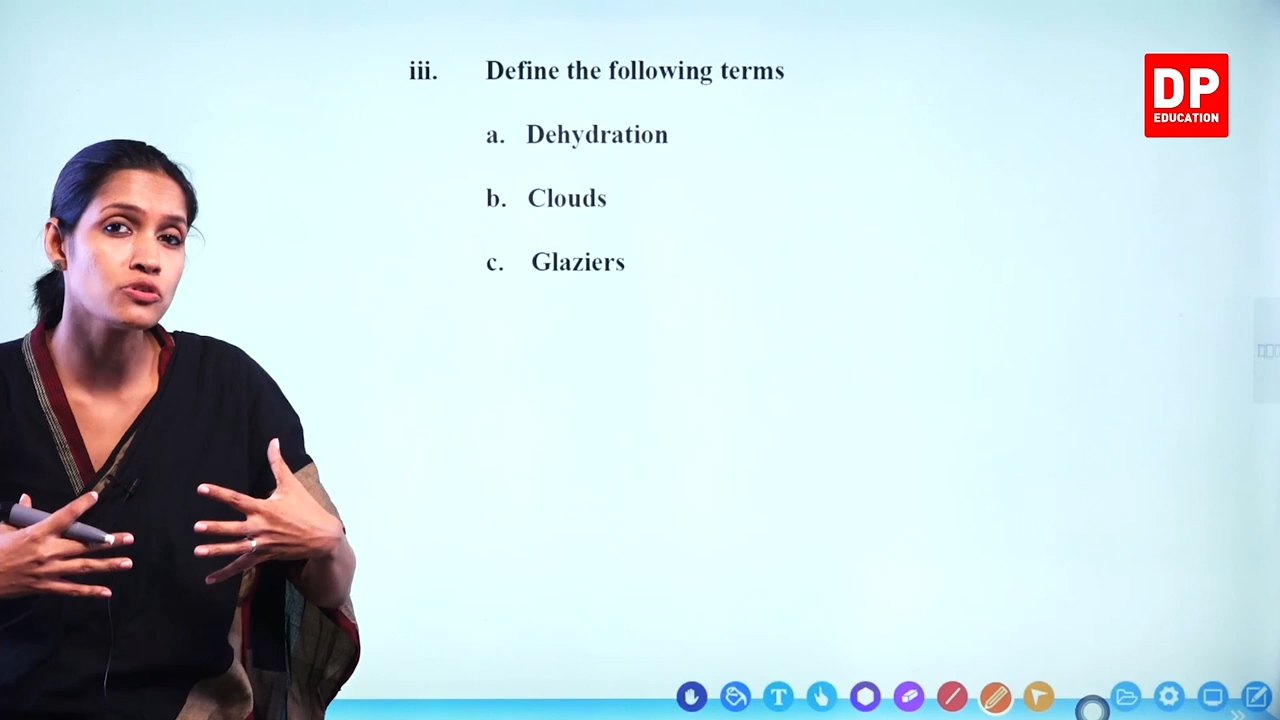 iii. Define the following terms
DP
EDUCATION
a. Dehydration
b. Clouds
c. Glaziers
T